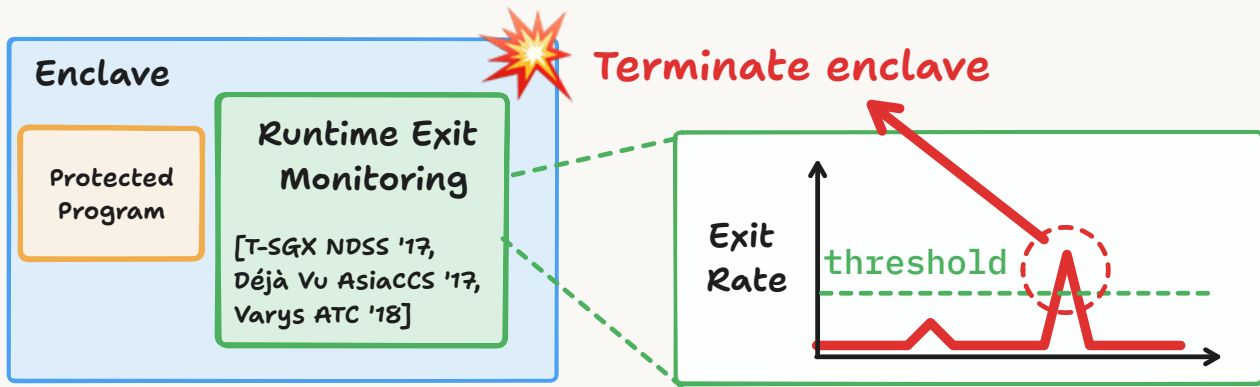 Enclave
Protected
Program
Runtime Exit
Monitoring
[T-SGX NDSS '17,
Déjà Vu AsiaCCS '17,
Varys ATC '18]
Terminate enclave
Exit
Rate
threshold